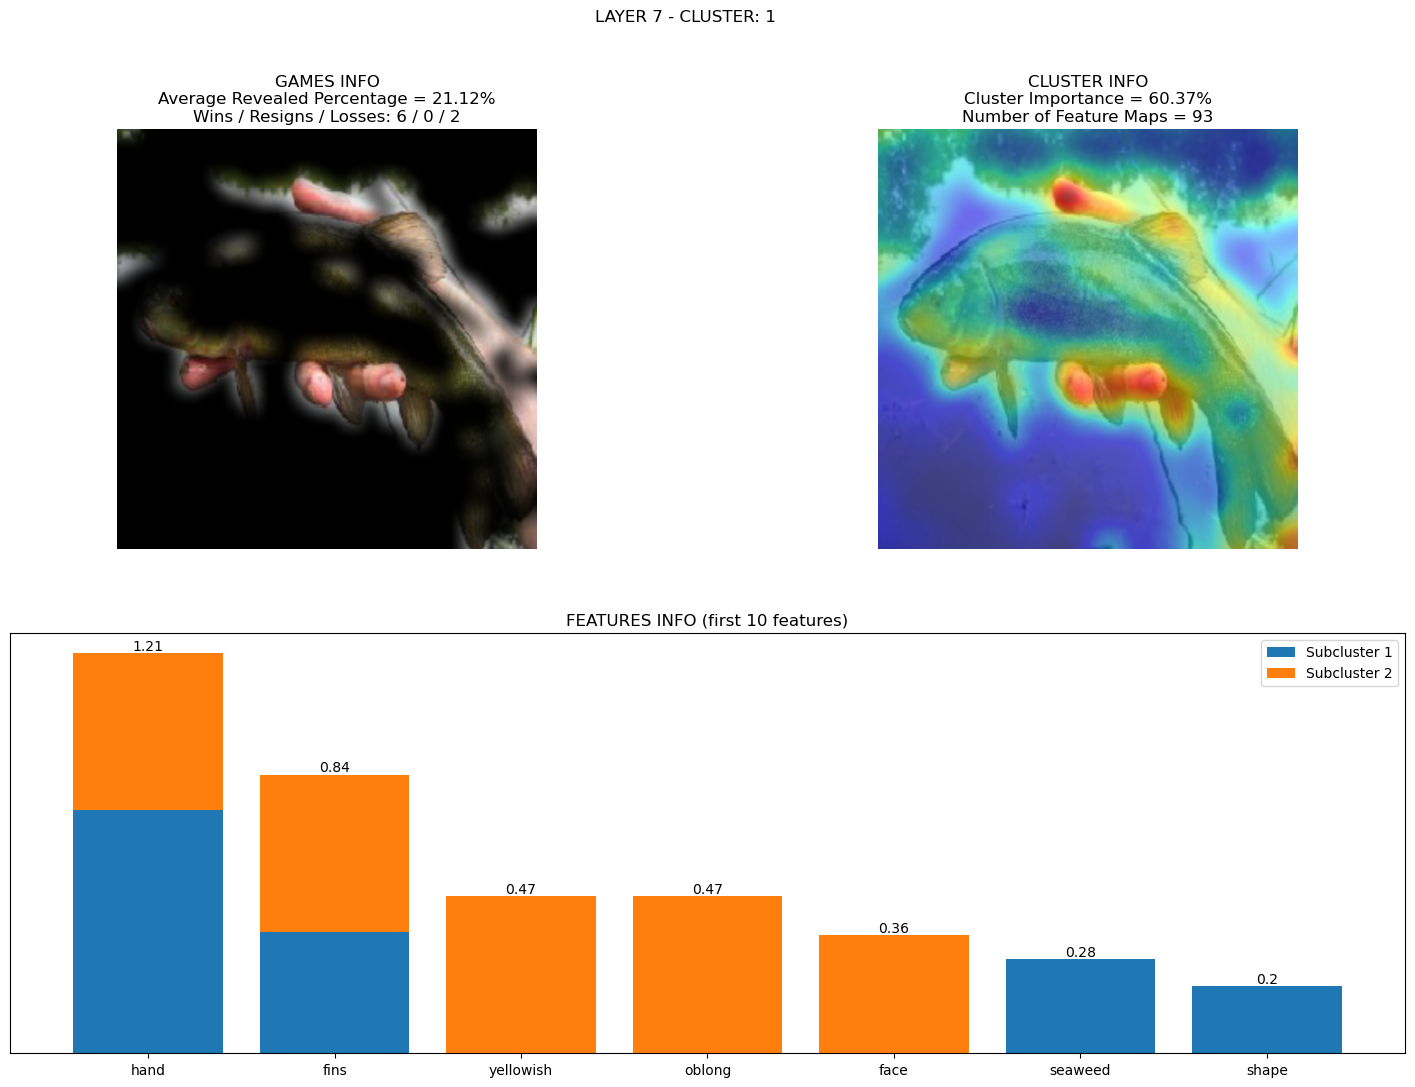 LAYER 7 - CLUSTER: 1
GAMES INFO
Average Revealed Percentage = 21.12%
Wins / Resigns / Losses: 6 / 0 / 2
CLUSTER INFO
Cluster Importance = 60.37%
Number of Feature Maps = 93
FEATURES INFO (first 10 features)
Subcluster 1
Subcluster 2
1.21
0.84
0.47
0.47
0.36
0.28
0.2
hand
fins
yellowish
oblong
face
seaweed
shape